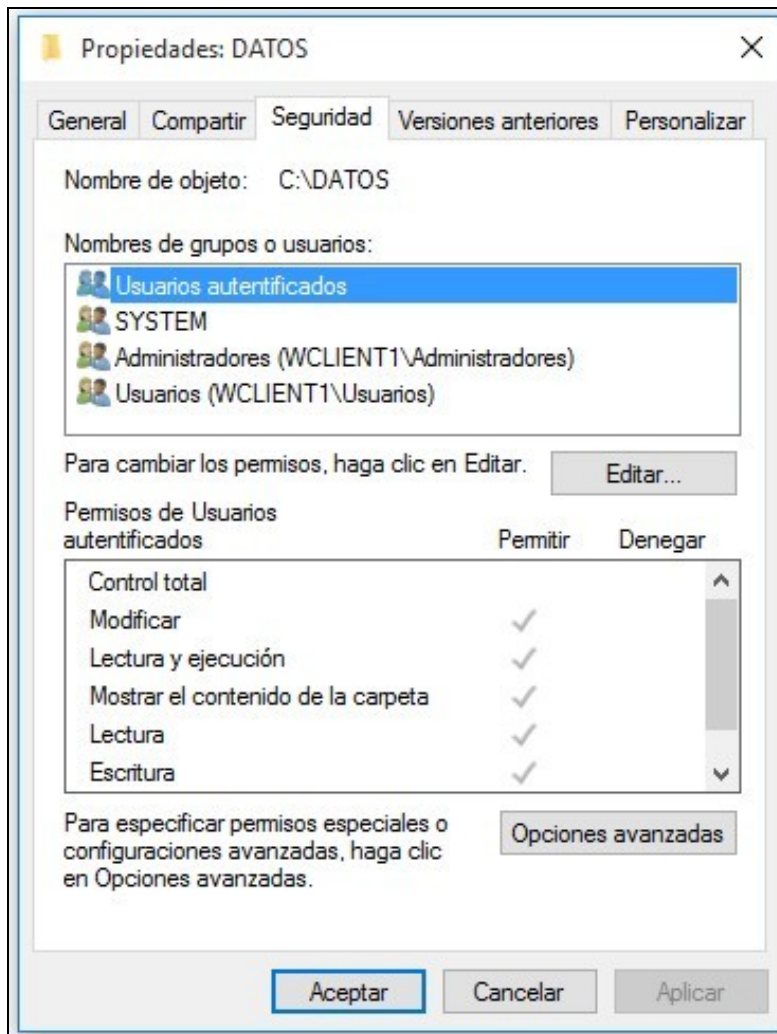 Propiedades: DATOS
General Compartir Seguridad Versiones anteriores Personalizar
Nombre de objeto: C:\DATOS
Nombres de grupos o usuarios:
Usuarios autentificados
SYSTEM
Administradores (WCLIENT1\Administradores)
Usuarios (WCLIENT1\Usuarios)
Para cambiar los permisos, haga clic en Editar. Editar...
Permisos de Usuarios
autentificados Permitir Denegar
Control total
Modificar
Lectura y ejecución
Mostrar el contenido de la carpeta
Lectura
Escritura
Para especificar permisos especiales o
configuraciones avanzadas, haga clic
en Opciones avanzadas.
Opciones avanzadas
Aceptar Cancelar Aplicar